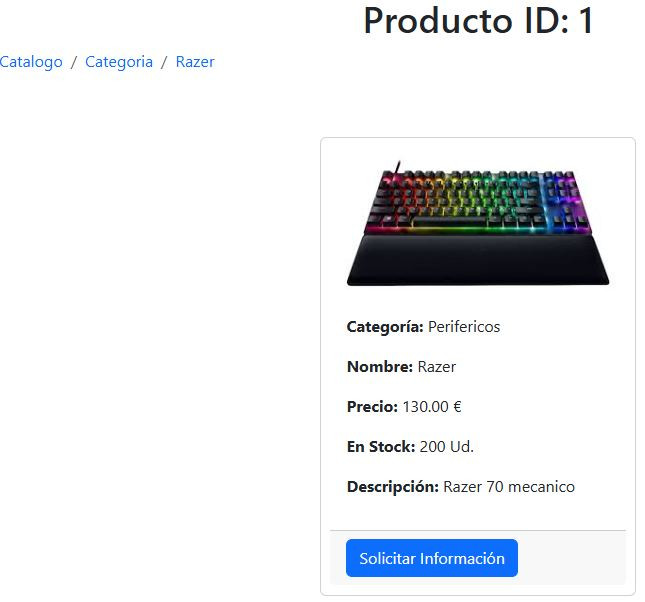 Producto ID: 1
Catalogo / Categoria / Razer
Categoría: Perifericos
Nombre: Razer
Precio: 130.00 €
En Stock: 200 Ud.
Descripción: Razer 70 mecanico
Solicitar Información